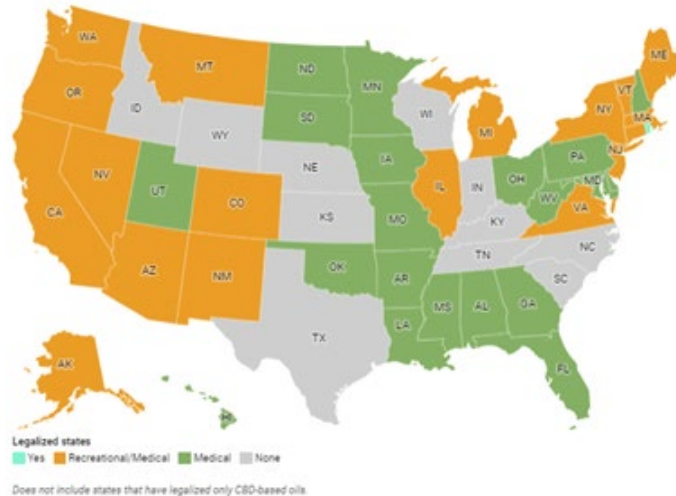 WA
MT
ND
MN
ME
OR
ID
SD
WI
VT
NY
MA
WY
MI
IA
PA
NJ
NV
NE
IL
IN
OH
MD
UT
CO
WV
VA
CA
KS
MO
KY
NC
TN
AZ
NM
OK
AR
SC
MS
AL
GA
TX
LA
AK
FL
HI
Legalized states
Yes Recreational/Medical Medical None
Does not include states that have legalized only CBD-based oils.